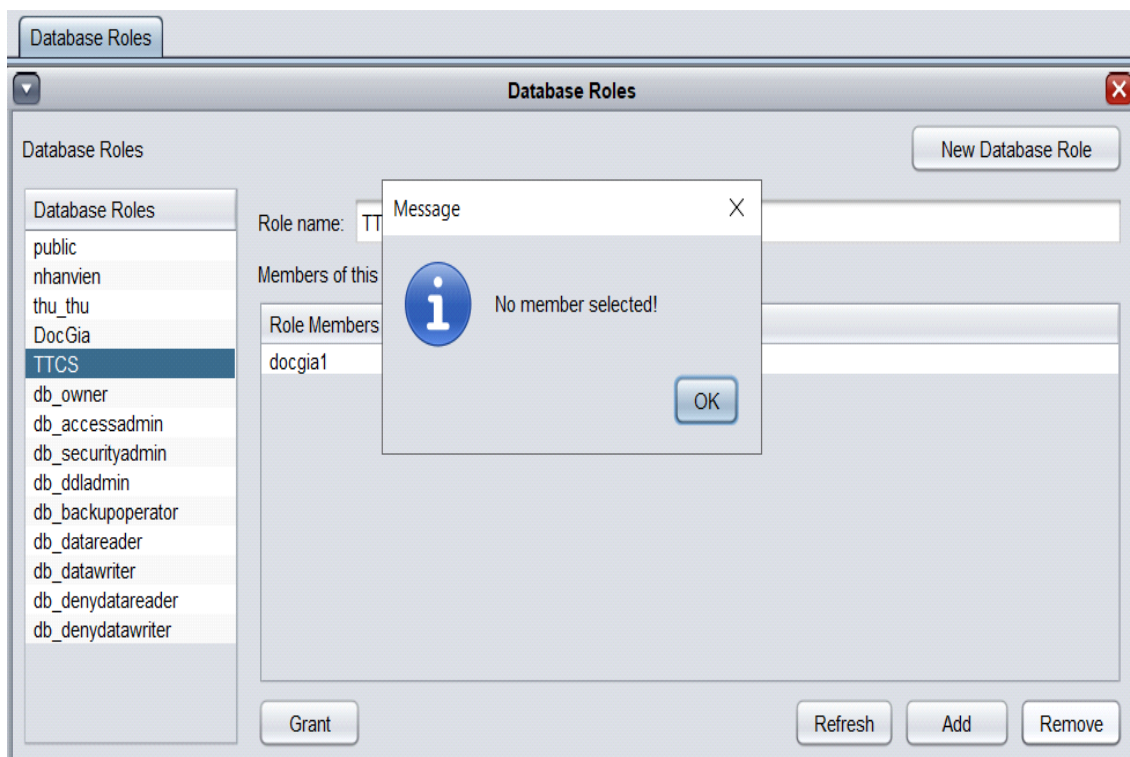 Database Roles
Database Roles
Database Roles
New Database Role
Database Roles
public
nhanvien
thu_thu
DocGia
TTCS
db_owner
db_accessadmin
db_securityadmin
db_ddladmin
db_backupoperator
db_datareader
db_datawriter
db_denydatareader
db_denydatawriter
Role name: TT
Members of this
Role Members
docgia1
Message
X
No member selected!
OK
Grant
Refresh
Add
Remove